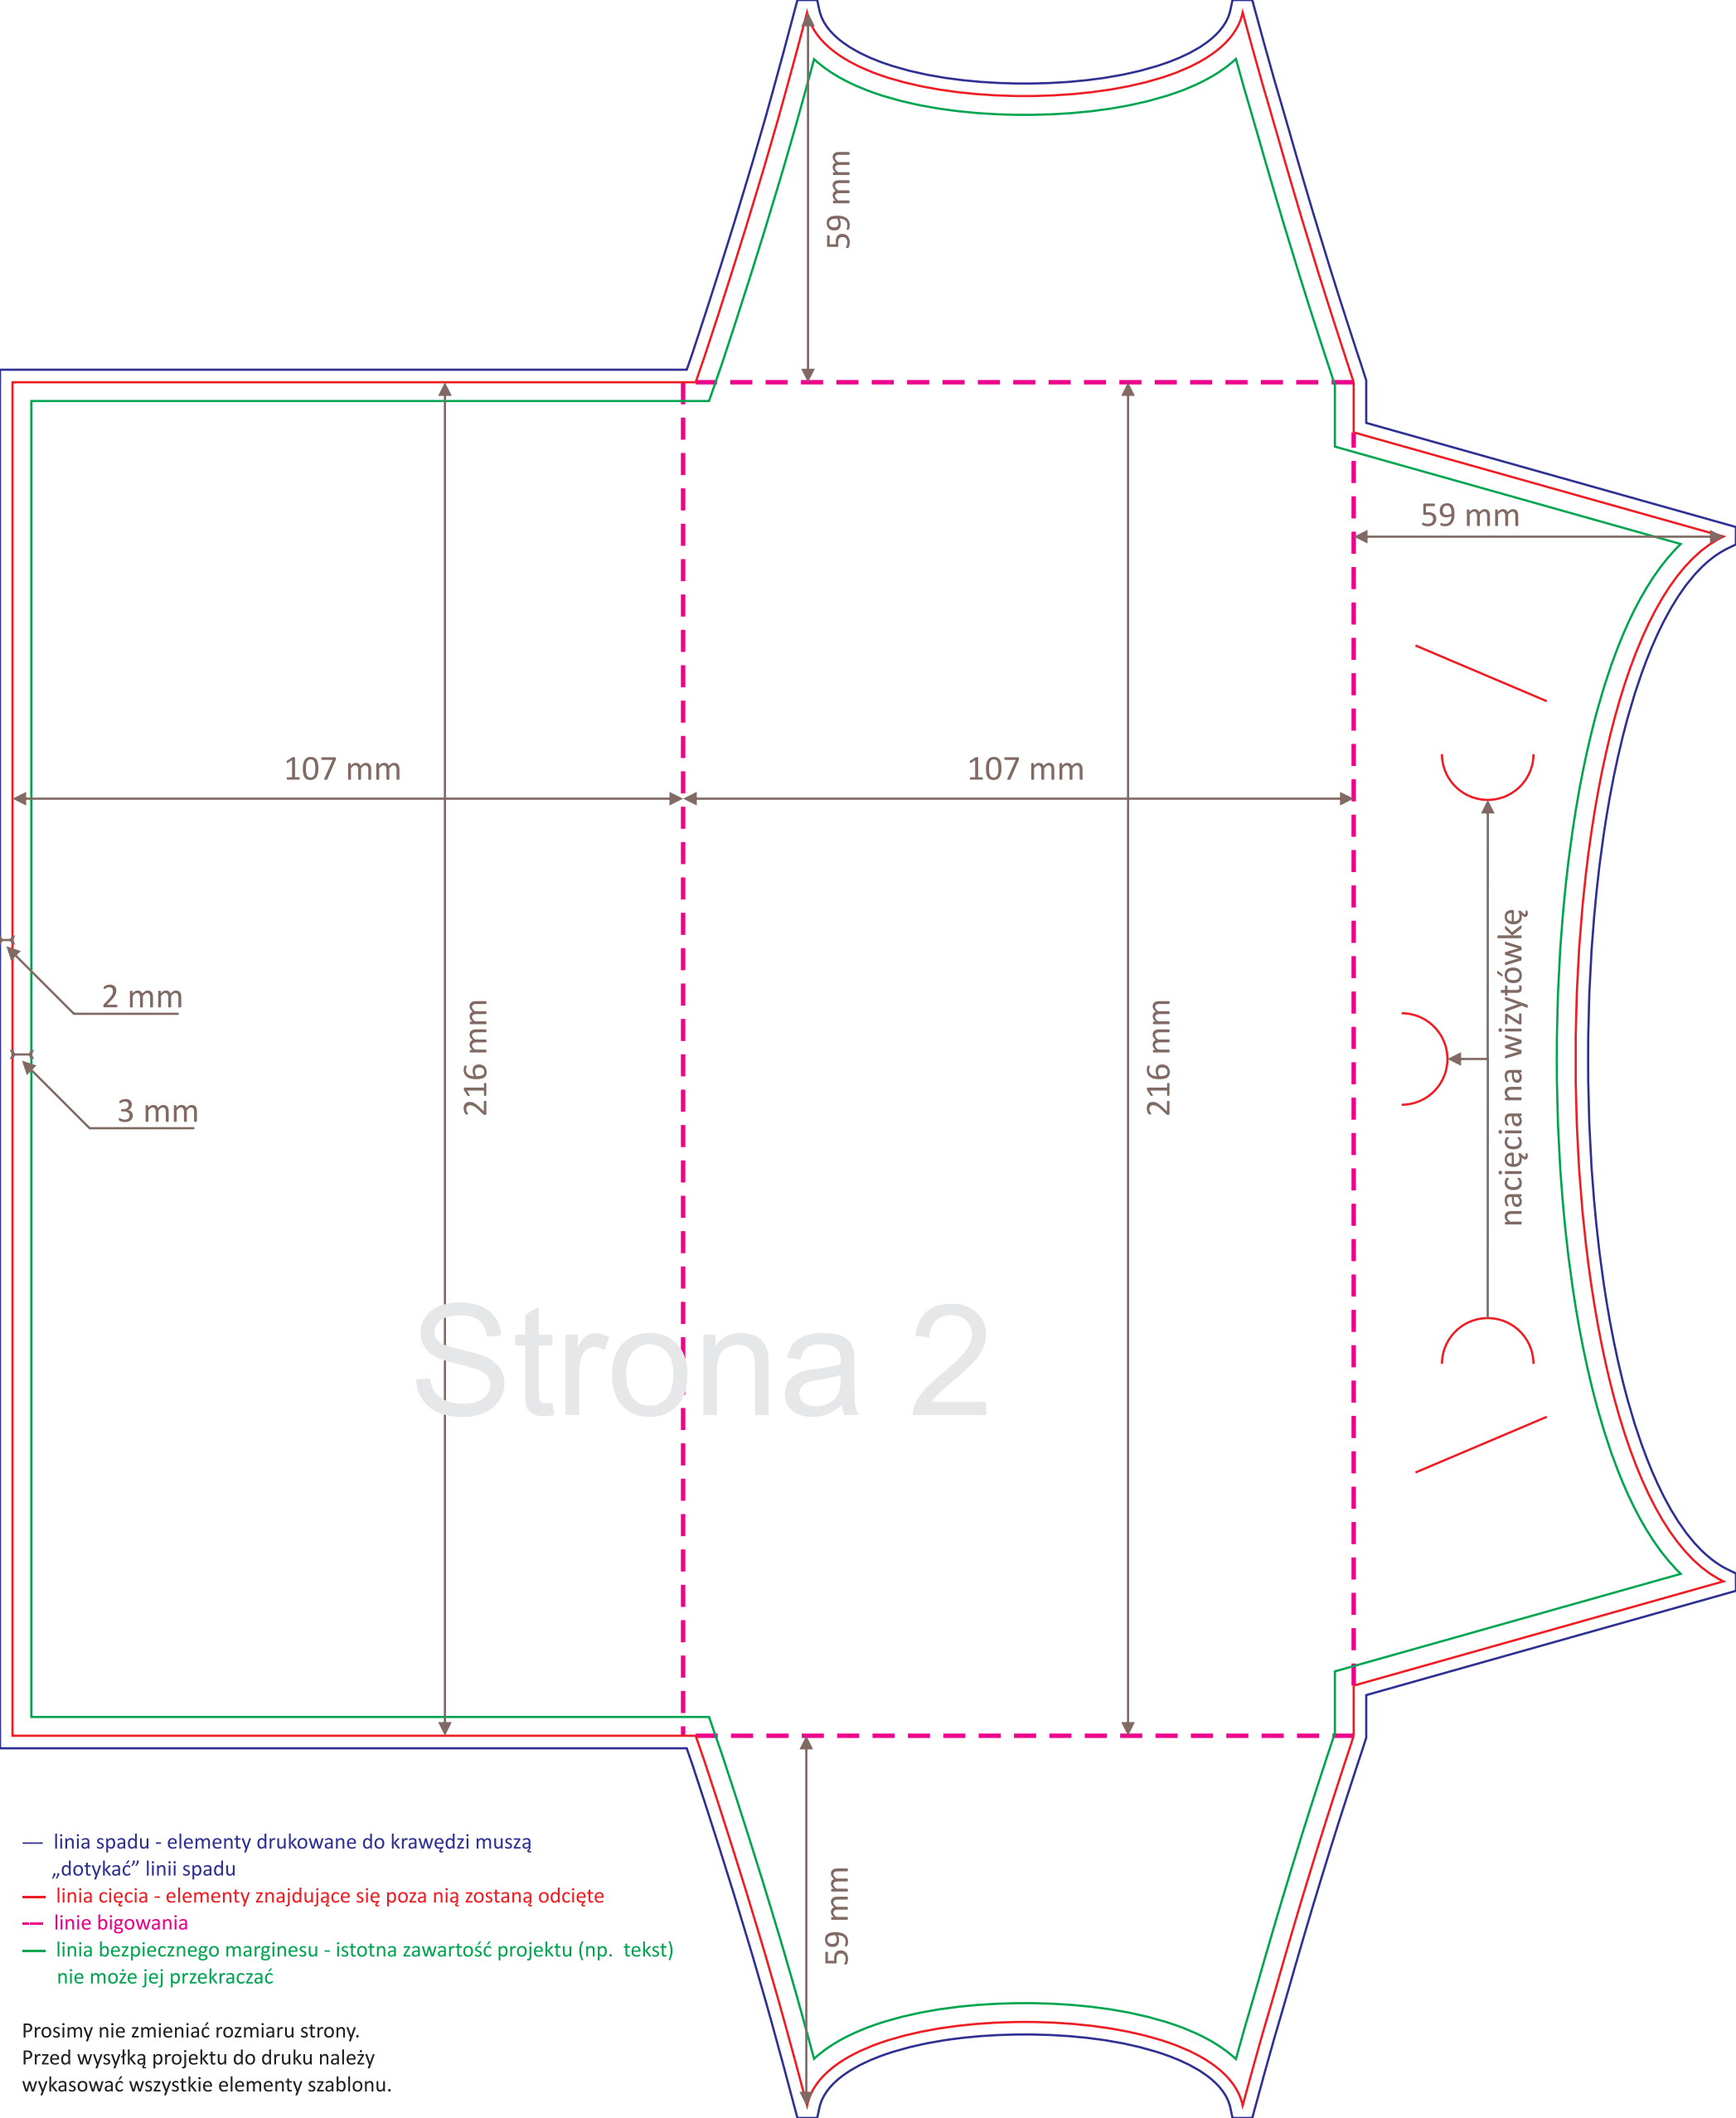 59 mm
59 mm
107 mm
107 mm
2 mm
3 mm
216 mm
216 mm
nacięcia na wizytówkę
Strona 2
59 mm
linia spadu - elementy drukowane do krawędzi muszą
„dotykać” linii spadu
linia cięcia - elementy znajdujące się poza nią zostaną odcięte
linie bigowania
linia bezpiecznego marginesu - istotna zawartość projektu (np. tekst)
nie może jej przekraczać
Prosimy nie zmieniać rozmiaru strony.
Przed wysyłką projektu do druku należy
wykasować wszystkie elementy szablonu.